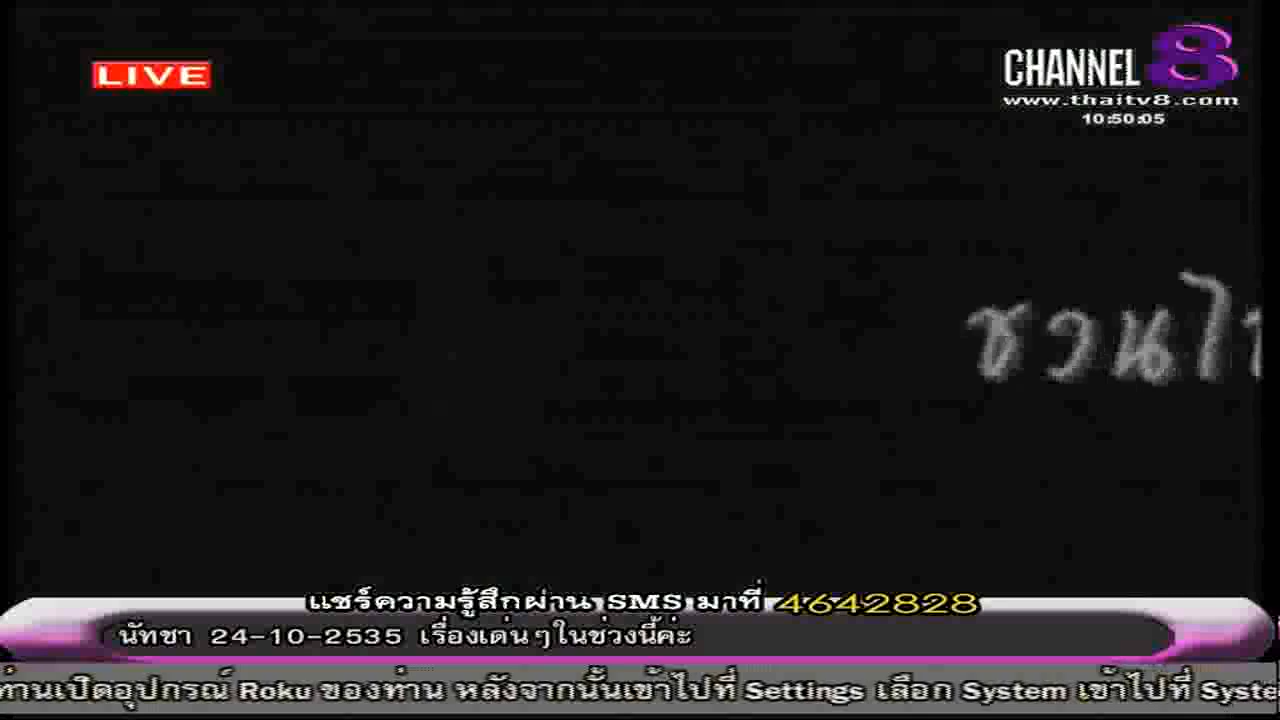 LIVE
CHANNEL 8
www.thaitv8.com
10:50:05
ชวนไ
แชร์ความรู้สึกผ่าน SMS มาที่ 4642828
นัทชา 24-10-2535 เรื่องเด่นๆในช่วงนี้ค่ะ
ท่านเปิดอุปกรณ์ Roku ของท่าน หลังจากนั้นเข้าไปที่ Settings เลือก System เข้าไปที่ Syste